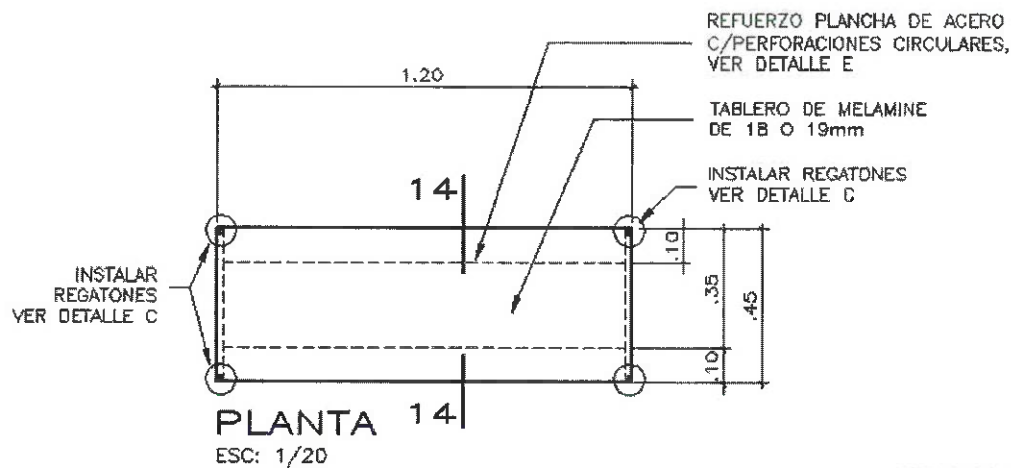 REFUERZO PLANCHA DE ACERO
C/PERFORACIONES CIRCULARES,
VER DETALLE E
1.20
TABLERO DE MELAMINE
DE 18 O 19mm
INSTALAR REGATONES
VER DETALLE C
14
.10
.35
.45
INSTALAR
REGATONES
VER DETALLE C
.10
14
PLANTA
ESC: 1/20